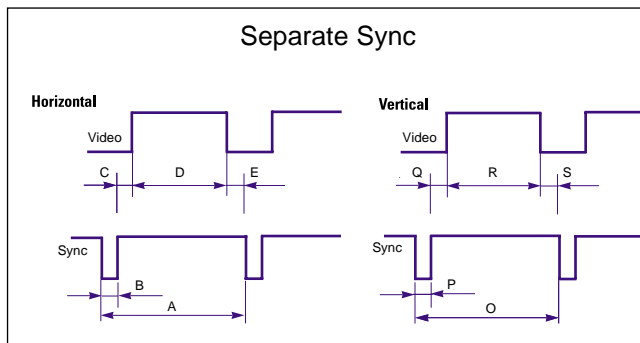 Separate Sync
Horizontal
Vertical
Video
Video
C D E
Q R S
Sync
Sync
B
P
A
O